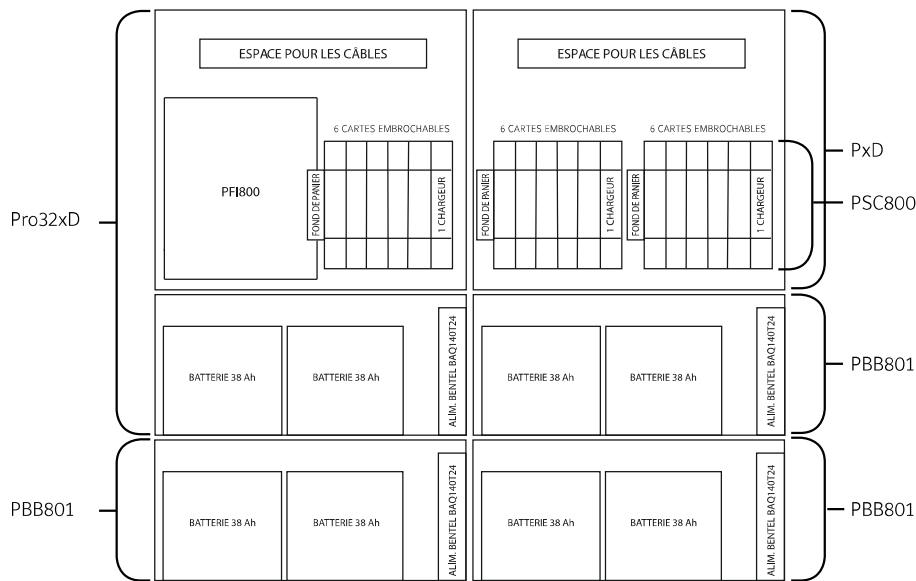 ESPACE POUR LES CÂBLES
ESPACE POUR LES CÂBLES
6 CARTES EMBROCHABLES
6 CARTES EMBROCHABLES
6 CARTES EMBROCHABLES
PxD
PFI800
FOND DE PANIER
1 CHARGEUR
FOND DE PANIER
1 CHARGEUR
FOND DE PANIER
1 CHARGEUR
PSC800
Pro32xD
BATTERIE 38 Ah
BATTERIE 38 Ah
ALIM. BENTEL BAQ140T24
BATTERIE 38 Ah
BATTERIE 38 Ah
ALIM. BENTEL BAQ140T24
PBB801
PBB801
BATTERIE 38 Ah
BATTERIE 38 Ah
ALIM. BENTEL BAQ140T24
BATTERIE 38 Ah
BATTERIE 38 Ah
ALIM. BENTEL BAQ140T24
PBB801